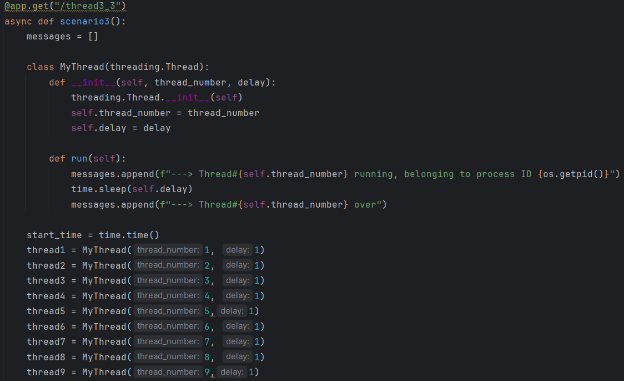 @app.get("/thread3_3")
async def scenario3():
    messages = []
    class MyThread(threading.Thread):
        def __init__(self, thread_number, delay):
            threading.Thread.__init__(self)
            self.thread_number = thread_number
            self.delay = delay
        def run(self):
            messages.append(f"---> Thread#{self.thread_number} running, belonging to process ID {os.getpid()}")
            time.sleep(self.delay)
            messages.append(f"---> Thread#{self.thread_number} over")
    start_time = time.time()
    thread1 = MyThread( thread_number: 1, delay: 1)
    thread2 = MyThread( thread_number: 2, delay: 1)
    thread3 = MyThread( thread_number: 3, delay: 1)
    thread4 = MyThread( thread_number: 4, delay: 1)
    thread5 = MyThread( thread_number: 5, delay: 1)
    thread6 = MyThread( thread_number: 6, delay: 1)
    thread7 = MyThread( thread_number: 7, delay: 1)
    thread8 = MyThread( thread_number: 8, delay: 1)
    thread9 = MyThread( thread_number: 9, delay: 1)